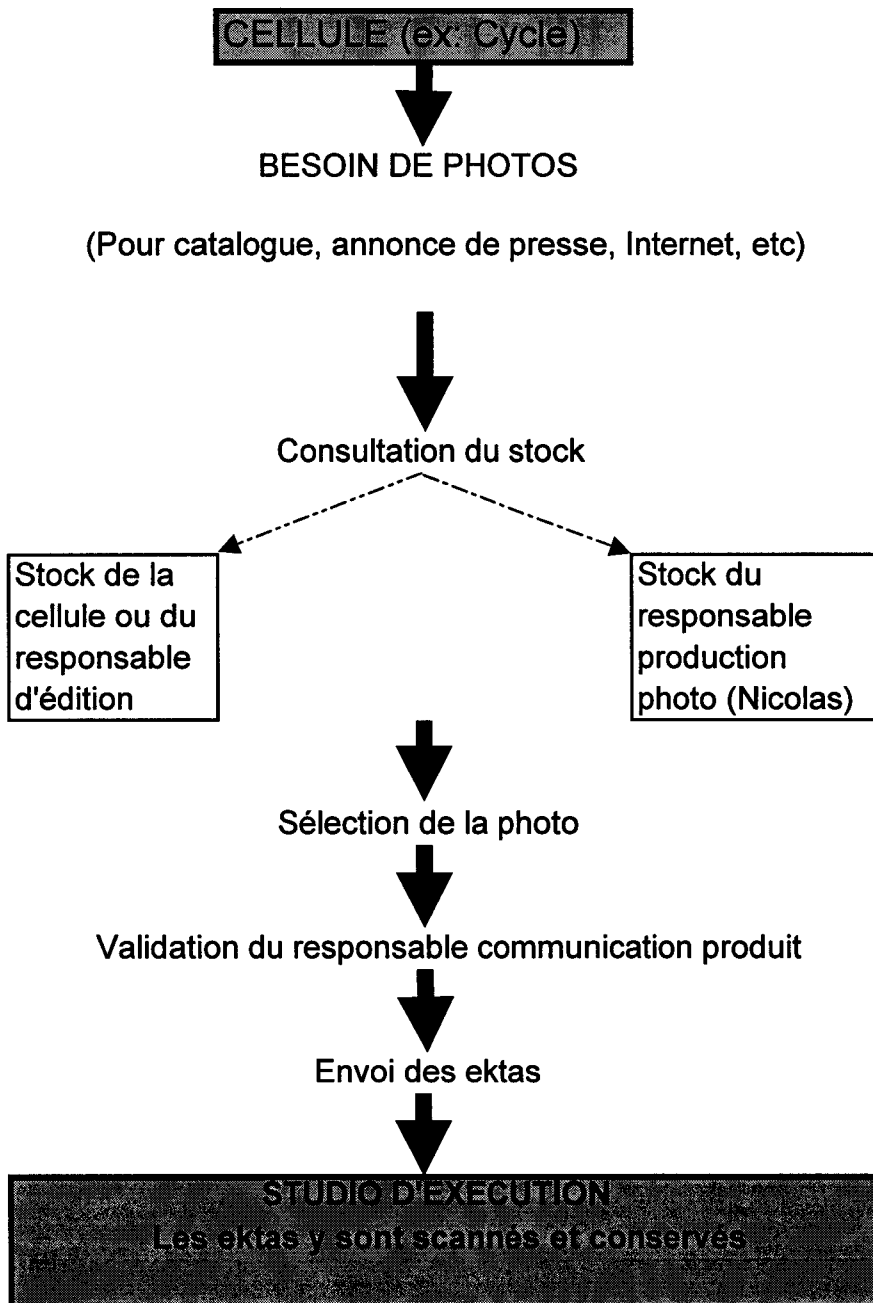 CELLULE (ex: Cycle)
BESOIN DE PHOTOS
(Pour catalogue, annonce de presse, Internet, etc)
Consultation du stock
Stock de la
cellule ou du
responsable
d'édition
Stock du
responsable
production
photo (Nicolas)
Sélection de la photo
Validation du responsable communication produit
Envoi des ektas
STUDIO D'EXECUTION
Les ektas y sont scannés et conservés